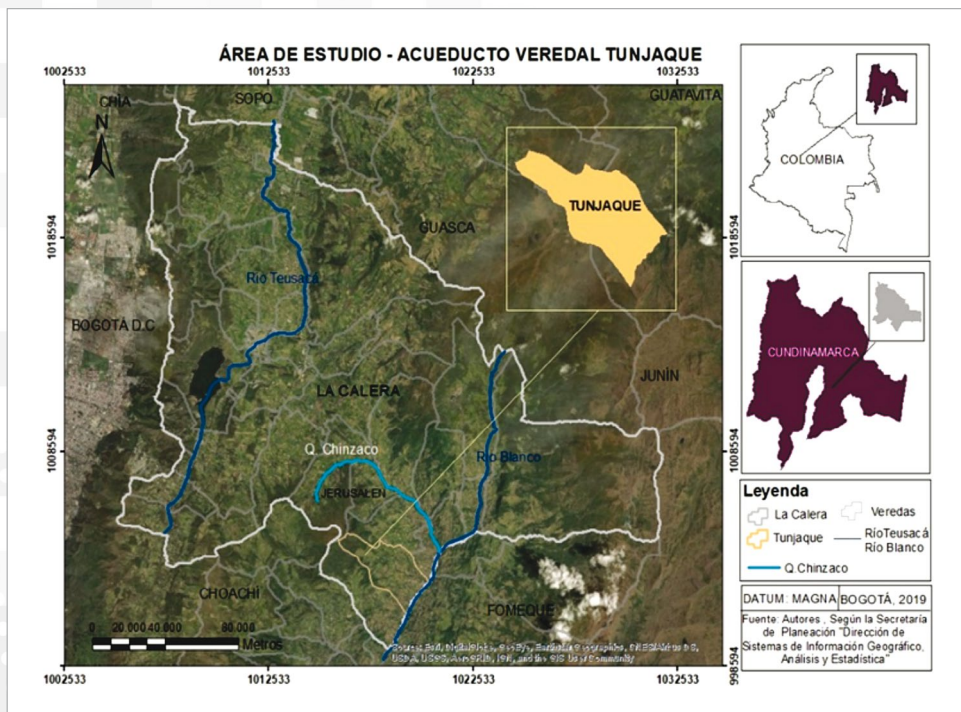 ÁREA DE ESTUDIO - ACUEDUCTO VEREDAL TUNJAQUE
1002533
1012533
1022533
1032533
CHÍA
SOPO
GUATAVITA
N
TUNJAQUE
GUASCA
1018594
1018594
Río Teusacá
BOGOTÁ D.C
LA CALERA
JUNÍN
Q. Chinzaco
Río Blanco
1008594
1008594
JERUSALEN
CHOACHÍ
FOMEQUE
0
20.000
40.000
80.000
Metros
998594
1002533
1012533
1022533
1032533
COLOMBIA
CUNDINAMARCA
Leyenda
La Calera
Veredas
Tunjaque
RíoTeusacá
Río Blanco
Q.Chinzaco
DATUM: MAGNA
BOGOTÁ, 2019
Fuente: Autores , Según la Secretaría
de Planeación "Dirección de
Sistemas de Información Geográfico,
Análisis y Estadística"